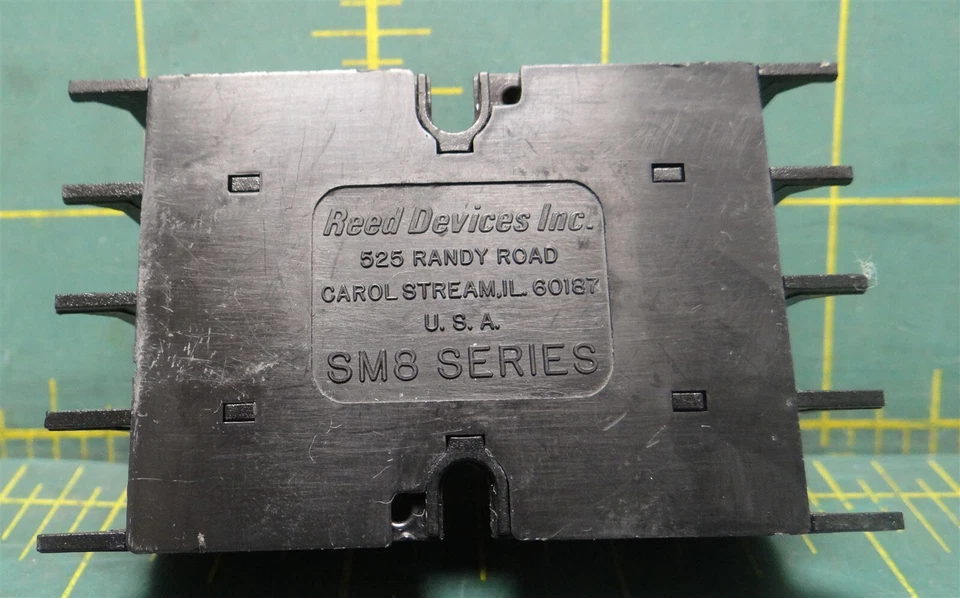 Reed Devices Inc.
525 RANDY ROAD
CAROL STREAM, IL. 60187
U. S. A.
SM8 SERIES